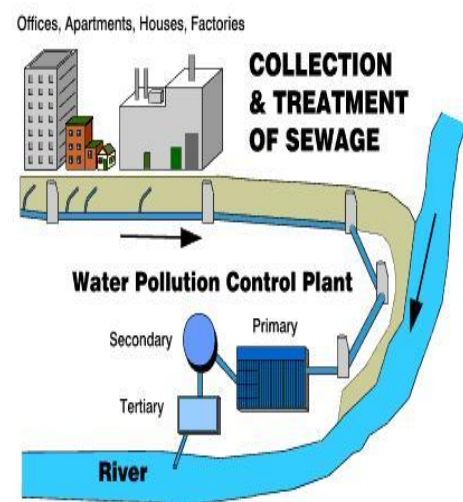 Offices, Apartments, Houses, Factories
COLLECTION
& TREATMENT
OF SEWAGE
Water Pollution Control Plant
Secondary
Primary
Tertiary
River